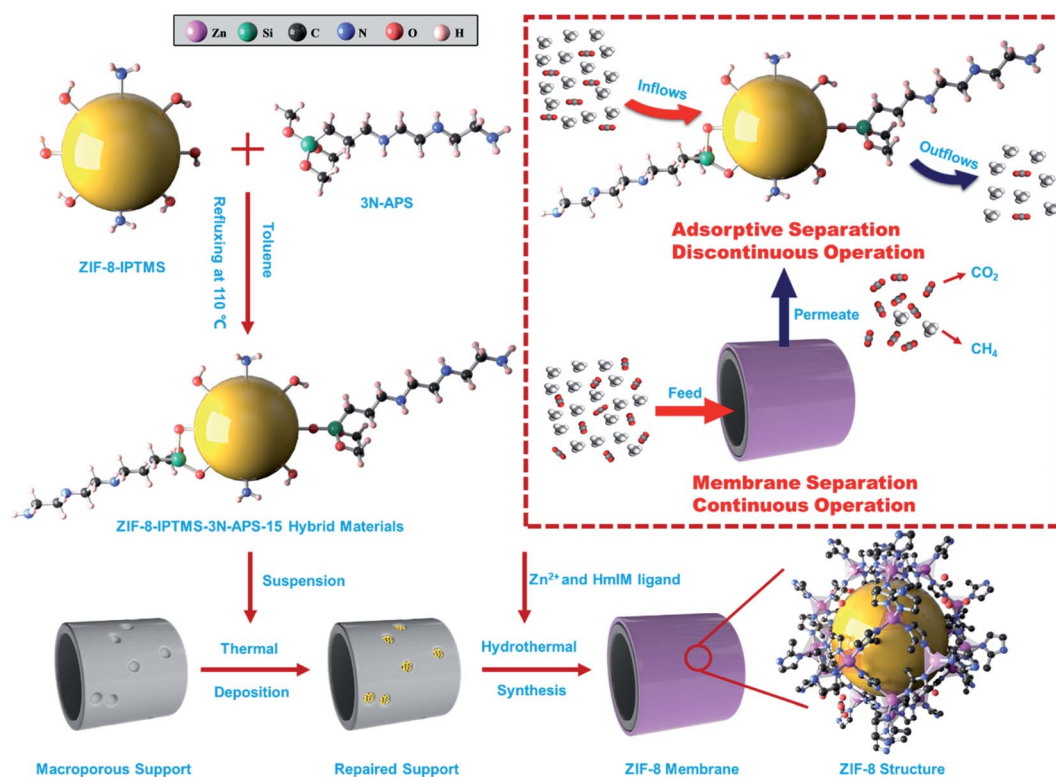 Zn Si C N O H
ZIF-8-IPTMS
3N-APS
Toluene
Refluxing at 110 °C
ZIF-8-IPTMS-3N-APS-15 Hybrid Materials
Inflows
Outflows
Adsorptive Separation
Discontinuous Operation
Permeate
CO2
CH4
Feed
Membrane Separation
Continuous Operation
Suspension
Zn2+ and HmIM ligand
Thermal
Deposition
Hydrothermal
Synthesis
Macroporous Support
Repaired Support
ZIF-8 Membrane
ZIF-8 Structure